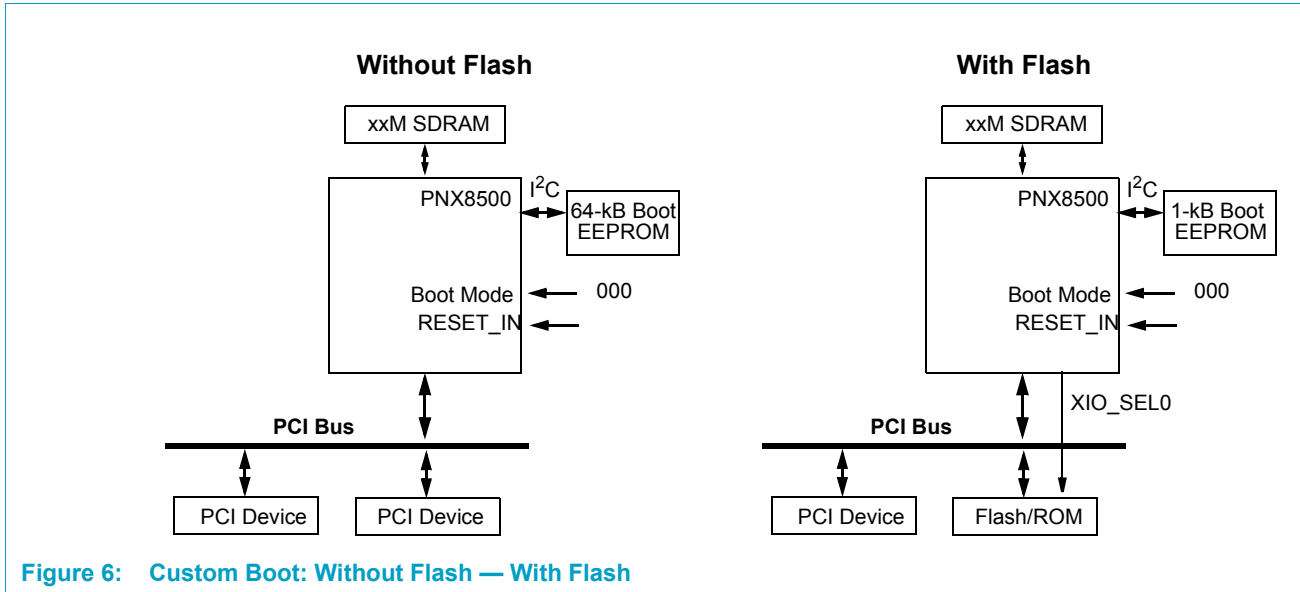 Without Flash
xxM SDRAM
PNX8500
I²C
64-kB Boot
EEPROM
Boot Mode
000
RESET_IN
PCI Bus
PCI Device
PCI Device
With Flash
xxM SDRAM
PNX8500
I²C
1-kB Boot
EEPROM
Boot Mode
000
RESET_IN
XIO_SEL0
PCI Bus
PCI Device
Flash/ROM
Figure 6: Custom Boot: Without Flash — With Flash